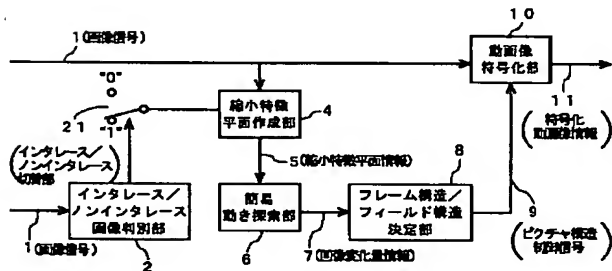 1(画像信号)
10
動画像
符号化部
"0"
21
"1"
縮小特徴
平面作成部
4
11
(符号化
動画像情報)
(インタレース/
ノンインタレース
切替部)
5(縮小特徴平面情報)
8
インタレース/
ノンインタレース
画像判別部
簡易
動き探索部
フレーム構造/
フィールド構造
決定部
9
(ピクチャ構造
制御信号)
1(画像信号)
2
6
7(画像変化量情報)